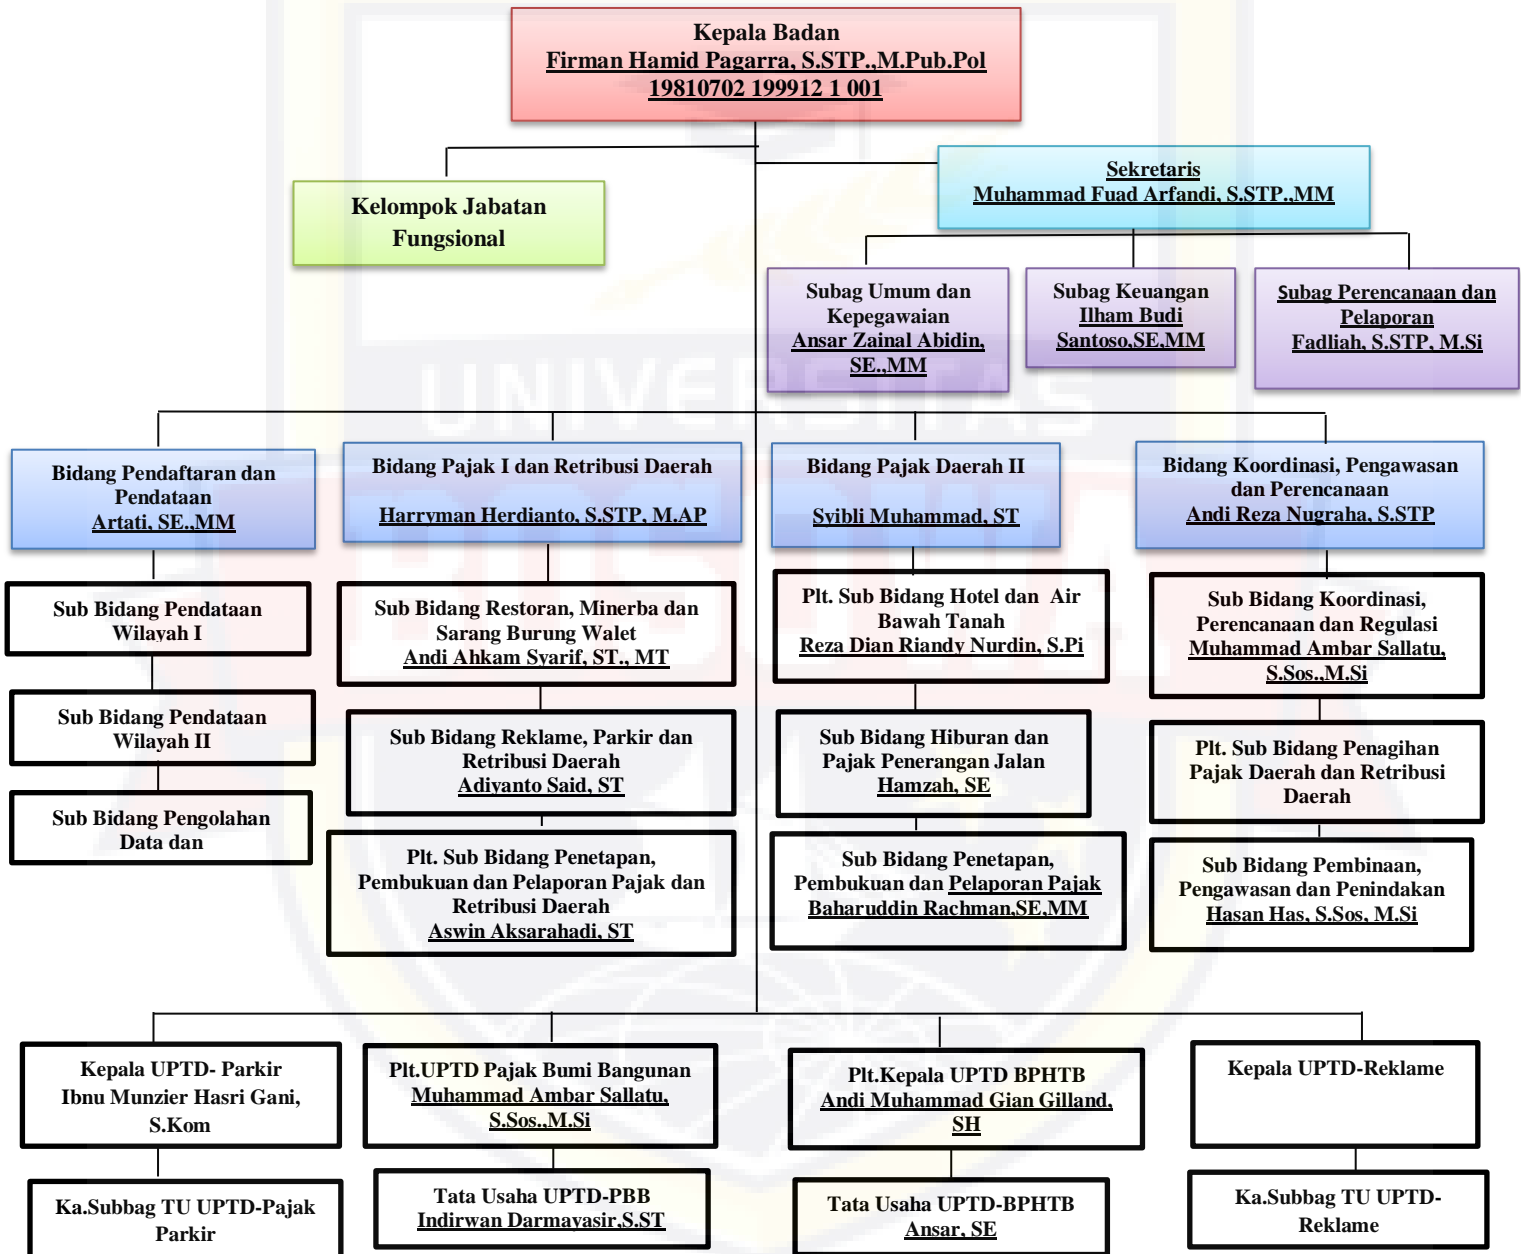 Kepala Badan
Firman Hamid Pagarra, S.STP.,M.Pub.Pol
19810702 199912 1 001
Kelompok Jabatan
Fungsional
Sekretaris
Muhammad Fuad Arfandi, S.STP.,MM
Subag Umum dan
Kepegawaian
Ansar Zainal Abidin,
SE.,MM
Subag Keuangan
Ilham Budi
Santoso,SE,MM
Subag Perencanaan dan
Pelaporan
Fadliah, S.STP, M.Si
UNIVERSITAS
BOSOWA
Bidang Pendaftaran dan
Pendataan
Artati, SE.,MM
Bidang Pajak I dan Retribusi Daerah
Harryman Herdianto, S.STP, M.AP
Bidang Pajak Daerah II
Syibli Muhammad, ST
Bidang Koordinasi, Pengawasan
dan Perencanaan
Andi Reza Nugraha, S.STP
Sub Bidang Pendataan
Wilayah I
Sub Bidang Pendataan
Wilayah II
Sub Bidang Pengolahan
Data dan
Sub Bidang Restoran, Minerba dan
Sarang Burung Walet
Andi Ahkam Syarif, ST., MT
Sub Bidang Reklame, Parkir dan
Retribusi Daerah
Adiyanto Said, ST
Plt. Sub Bidang Penetapan,
Pembukuan dan Pelaporan Pajak dan
Retribusi Daerah
Aswin Aksarahadi, ST
Plt. Sub Bidang Hotel dan Air
Bawah Tanah
Reza Dian Riandy Nurdin, S.Pi
Sub Bidang Hiburan dan
Pajak Penerangan Jalan
Hamzah, SE
Sub Bidang Penetapan,
Pembukuan dan Pelaporan Pajak
Baharuddin Rachman,SE,MM
Sub Bidang Koordinasi,
Perencanaan dan Regulasi
Muhammad Ambar Sallatu,
S.Sos.,M.Si
Plt. Sub Bidang Penagihan
Pajak Daerah dan Retribusi
Daerah
Sub Bidang Pembinaan,
Pengawasan dan Penindakan
Hasan Has, S.Sos, M.Si
Kepala UPTD- Parkir
Ibnu Munzier Hasri Gani,
S.Kom
Plt.UPTD Pajak Bumi Bangunan
Muhammad Ambar Sallatu,
S.Sos.,M.Si
Plt.Kepala UPTD BPHTB
Andi Muhammad Gian Gilland,
SH
Kepala UPTD-Reklame
Ka.Subbag TU UPTD-Pajak
Parkir
Tata Usaha UPTD-PBB
Indirwan Darmayasir,S.ST
Tata Usaha UPTD-BPHTB
Ansar, SE
Ka.Subbag TU UPTD-
Reklame